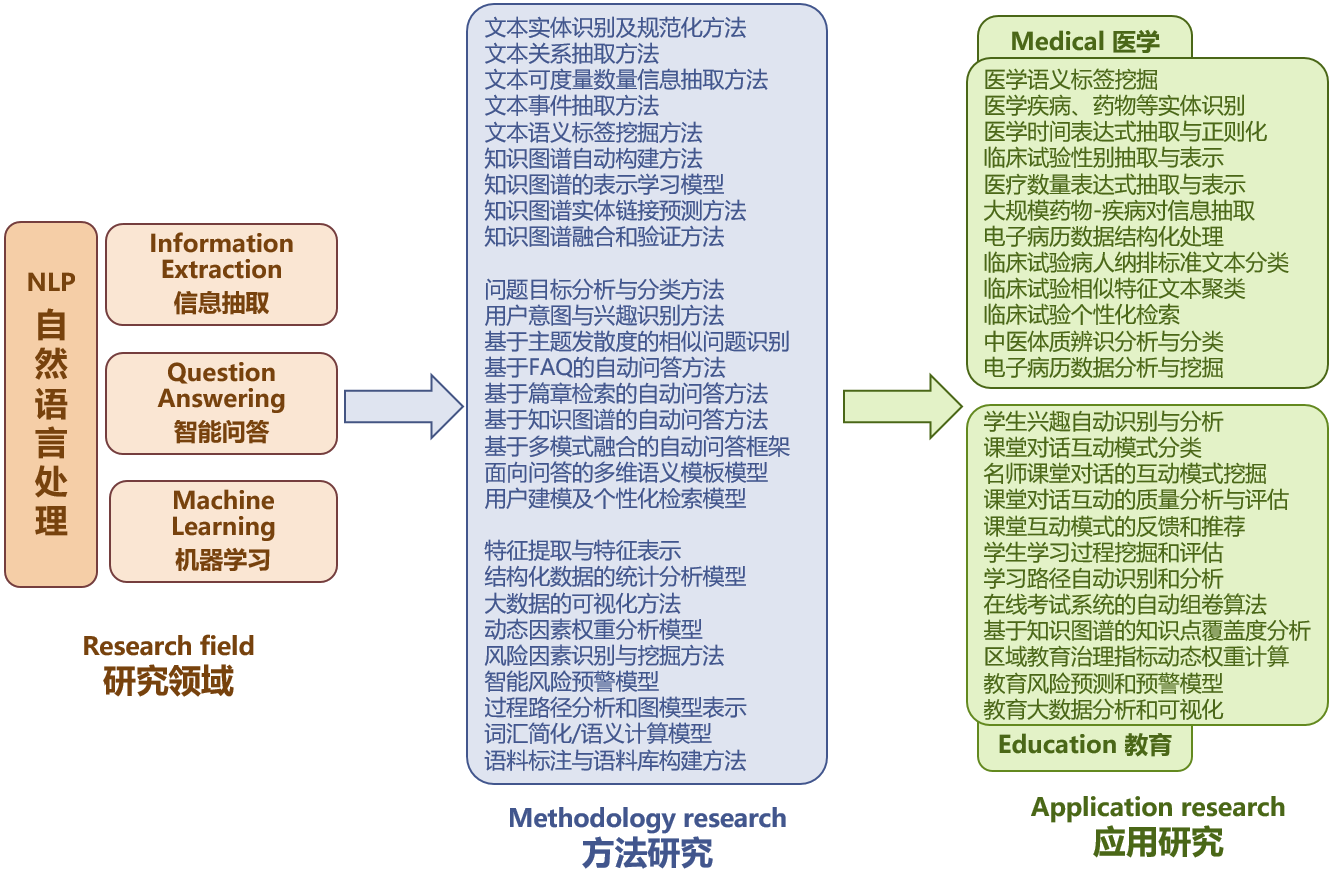 NLP
自然语言处理
Information
Extraction
信息抽取
Question
Answering
智能问答
Machine
Learning
机器学习
Research field
研究领域
文本实体识别及规范化方法
文本关系抽取方法
文本可度量数量信息抽取方法
文本事件抽取方法
文本语义标签挖掘方法
知识图谱自动构建方法
知识图谱的表示学习模型
知识图谱实体链接预测方法
知识图谱融合和验证方法
问题目标分析与分类方法
用户意图与兴趣识别方法
基于主题发散度的相似问题识别
基于FAQ的自动问答方法
基于篇章检索的自动问答方法
基于知识图谱的自动问答方法
基于多模式融合的自动问答框架
面向问答的多维语义模板模型
用户建模及个性化检索模型
特征提取与特征表示
结构化数据的统计分析模型
大数据的可视化方法
动态因素权重分析模型
风险因素识别与挖掘方法
智能风险预警模型
过程路径分析和图模型表示
词汇简化/语义计算模型
语料标注与语料库构建方法
Methodology research
方法研究
Medical 医学
医学语义标签挖掘
医学疾病、药物等实体识别
医学时间表达式抽取与正则化
临床试验性别抽取与表示
医疗数量表达式抽取与表示
大规模药物-疾病对信息抽取
电子病历数据结构化处理
临床试验病人纳排标准文本分类
临床试验相似特征文本聚类
临床试验个性化检索
中医体质辨识分析与分类
电子病历数据分析与挖掘
学生兴趣自动识别与分析
课堂对话互动模式分类
名师课堂对话的互动模式挖掘
课堂对话互动的质量分析与评估
课堂互动模式的反馈和推荐
学生学习过程挖掘和评估
学习路径自动识别和分析
在线考试系统的自动组卷算法
基于知识图谱的知识点覆盖度分析
区域教育治理指标动态权重计算
教育风险预测和预警模型
教育大数据分析和可视化
Education 教育
Application research
应用研究